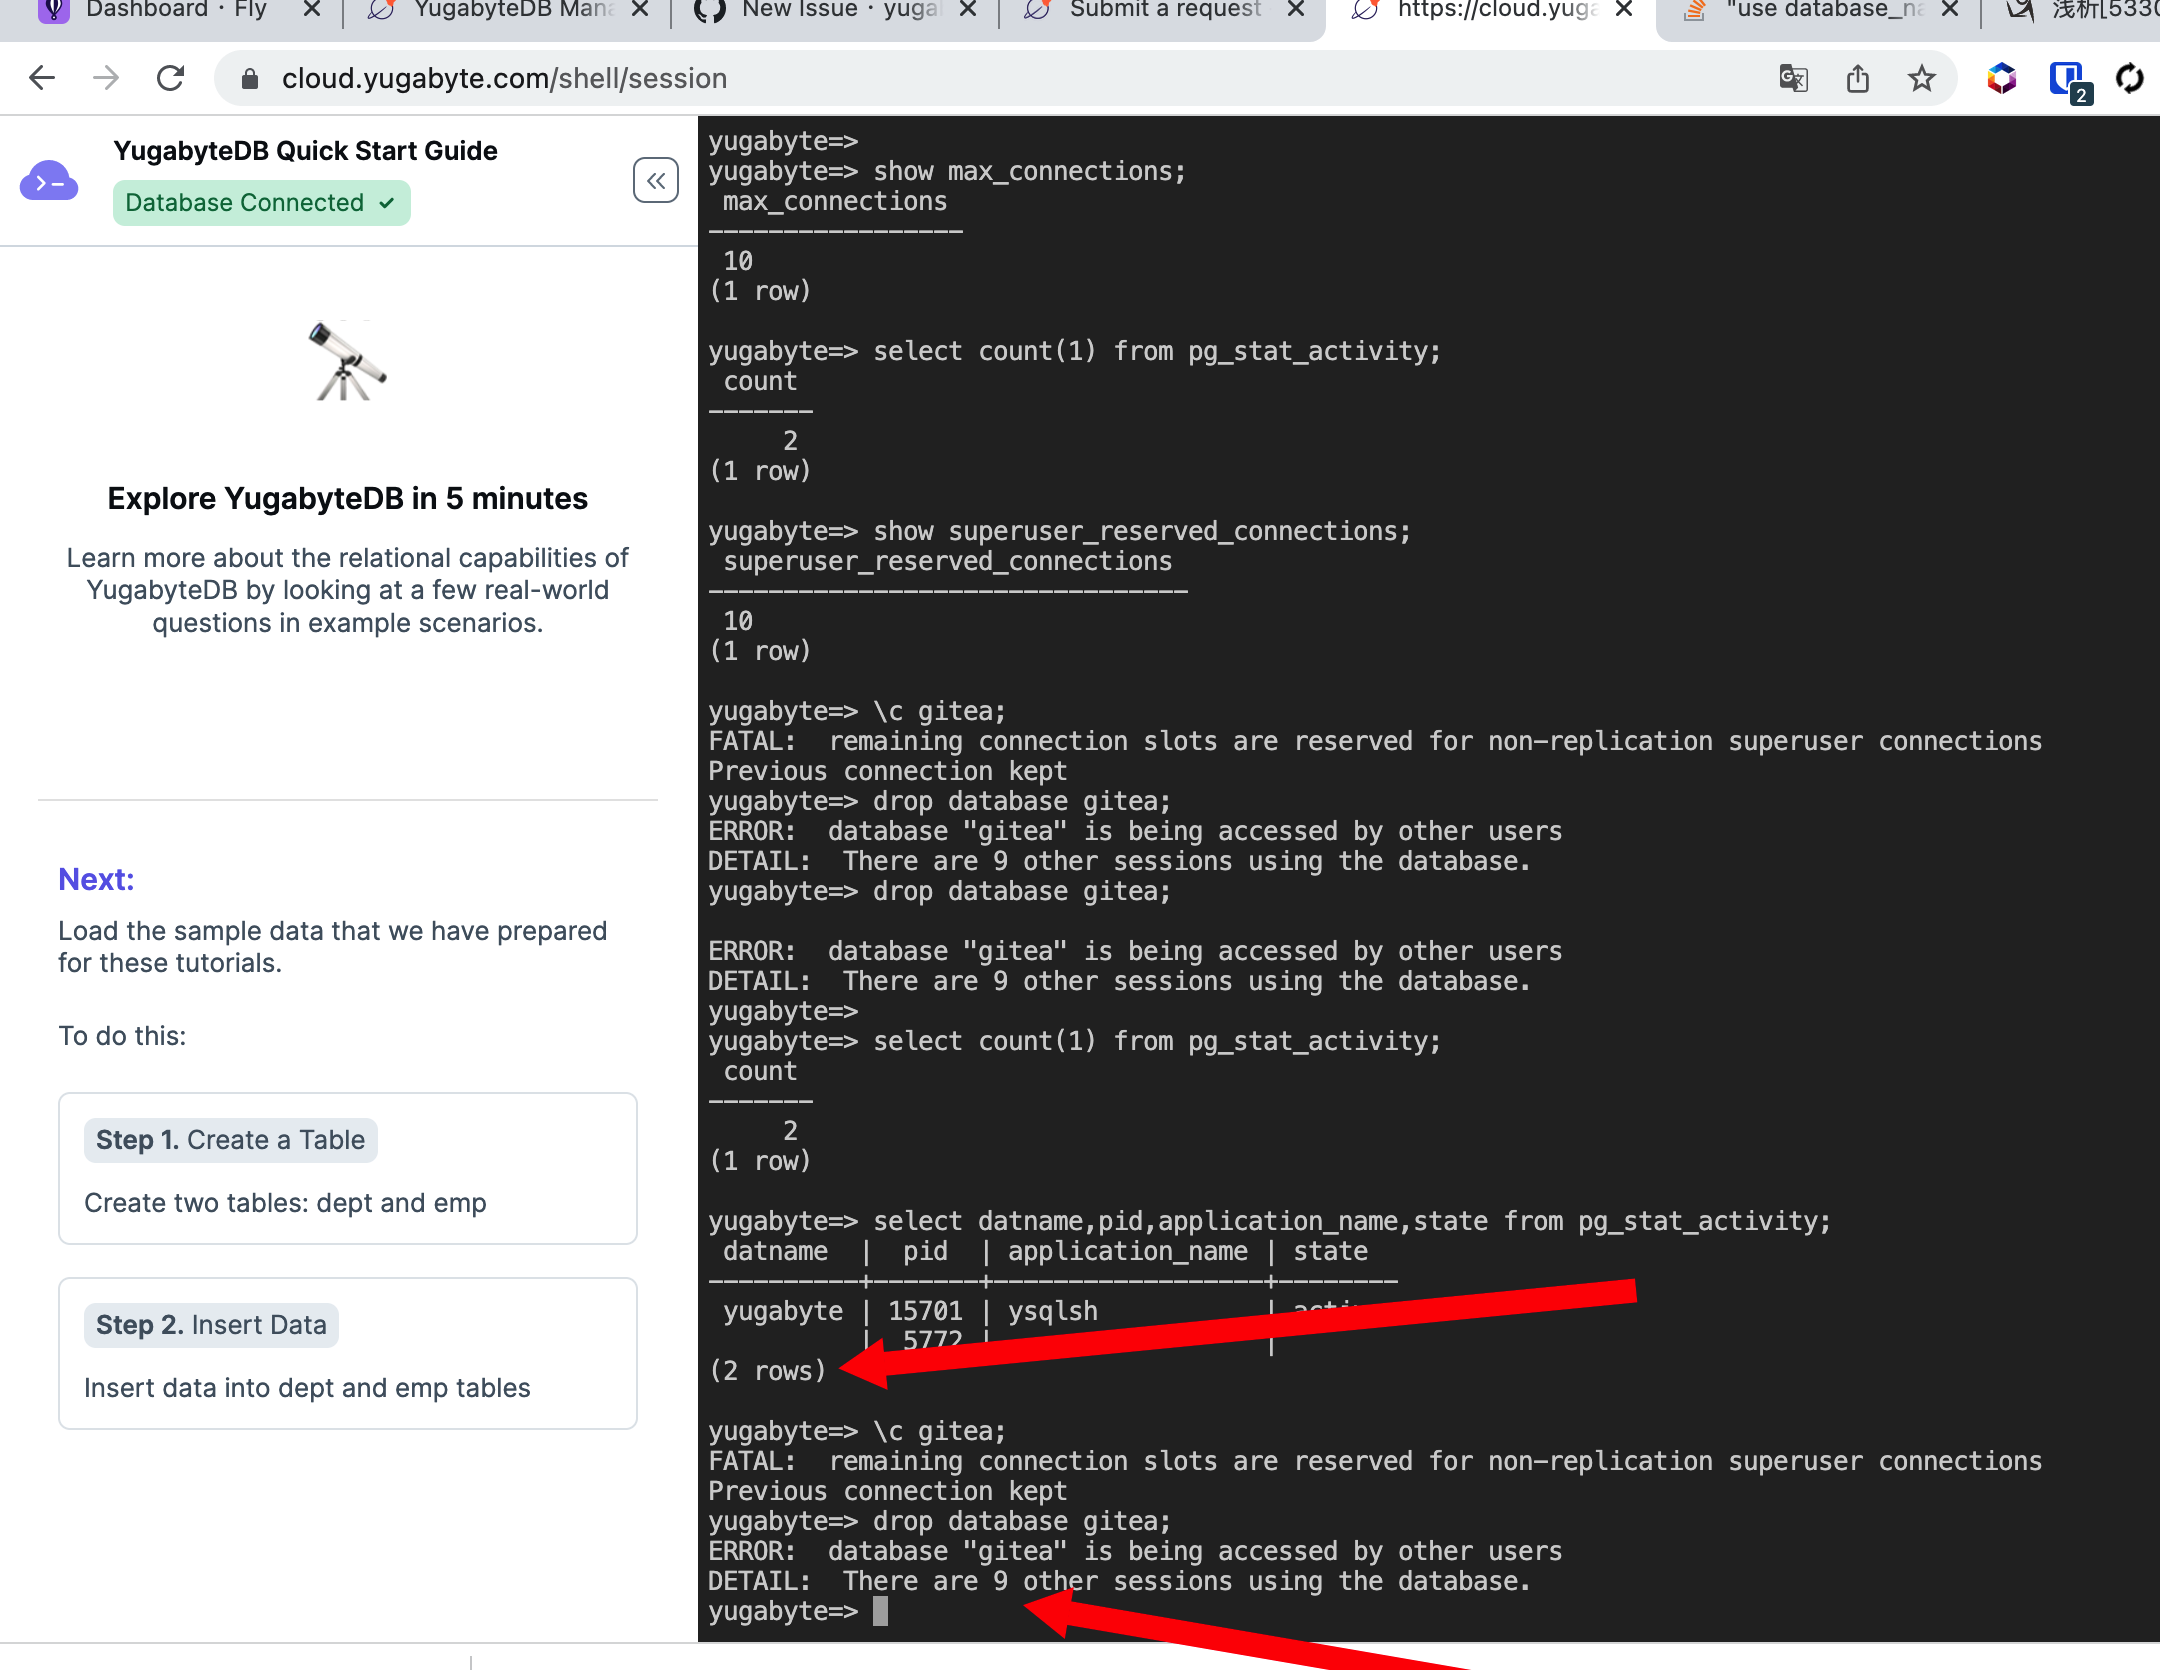 Dashboard · Fly
YugabyteDB Mana
New Issue · yugal
Submit a request
https://cloud.yuga
"use database_na
浅析[5330
cloud.yugabyte.com/shell/session
2
YugabyteDB Quick Start Guide
Database Connected ✓
Explore YugabyteDB in 5 minutes
Learn more about the relational capabilities of
YugabyteDB by looking at a few real-world
questions in example scenarios.
Next:
Load the sample data that we have prepared
for these tutorials.
To do this:
Step 1. Create a Table
Create two tables: dept and emp
Step 2. Insert Data
Insert data into dept and emp tables
yugabyte=>
yugabyte=> show max_connections;
 max_connections
-----------------
 10
(1 row)
yugabyte=> select count(1) from pg_stat_activity;
 count
-------
     2
(1 row)
yugabyte=> show superuser_reserved_connections;
 superuser_reserved_connections
--------------------------------
 10
(1 row)
yugabyte=> \c gitea;
FATAL:  remaining connection slots are reserved for non-replication superuser connections
Previous connection kept
yugabyte=> drop database gitea;
ERROR:  database "gitea" is being accessed by other users
DETAIL:  There are 9 other sessions using the database.
yugabyte=> drop database gitea;
ERROR:  database "gitea" is being accessed by other users
DETAIL:  There are 9 other sessions using the database.
yugabyte=>
yugabyte=> select count(1) from pg_stat_activity;
 count
-------
     2
(1 row)
yugabyte=> select datname,pid,application_name,state from pg_stat_activity;
 datname  |  pid  | application_name | state
----------+-------+------------------+--------
 yugabyte | 15701 | ysqlsh           |
          |  5772 |                  |
(2 rows)
yugabyte=> \c gitea;
FATAL:  remaining connection slots are reserved for non-replication superuser connections
Previous connection kept
yugabyte=> drop database gitea;
ERROR:  database "gitea" is being accessed by other users
DETAIL:  There are 9 other sessions using the database.
yugabyte=>